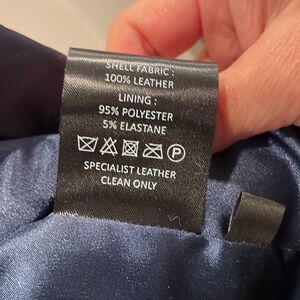 SHELL FABRIC :
100% LEATHER
LINING :
95% POLYESTER
5% ELASTANE
P
SPECIALIST LEATHER
CLEAN ONLY